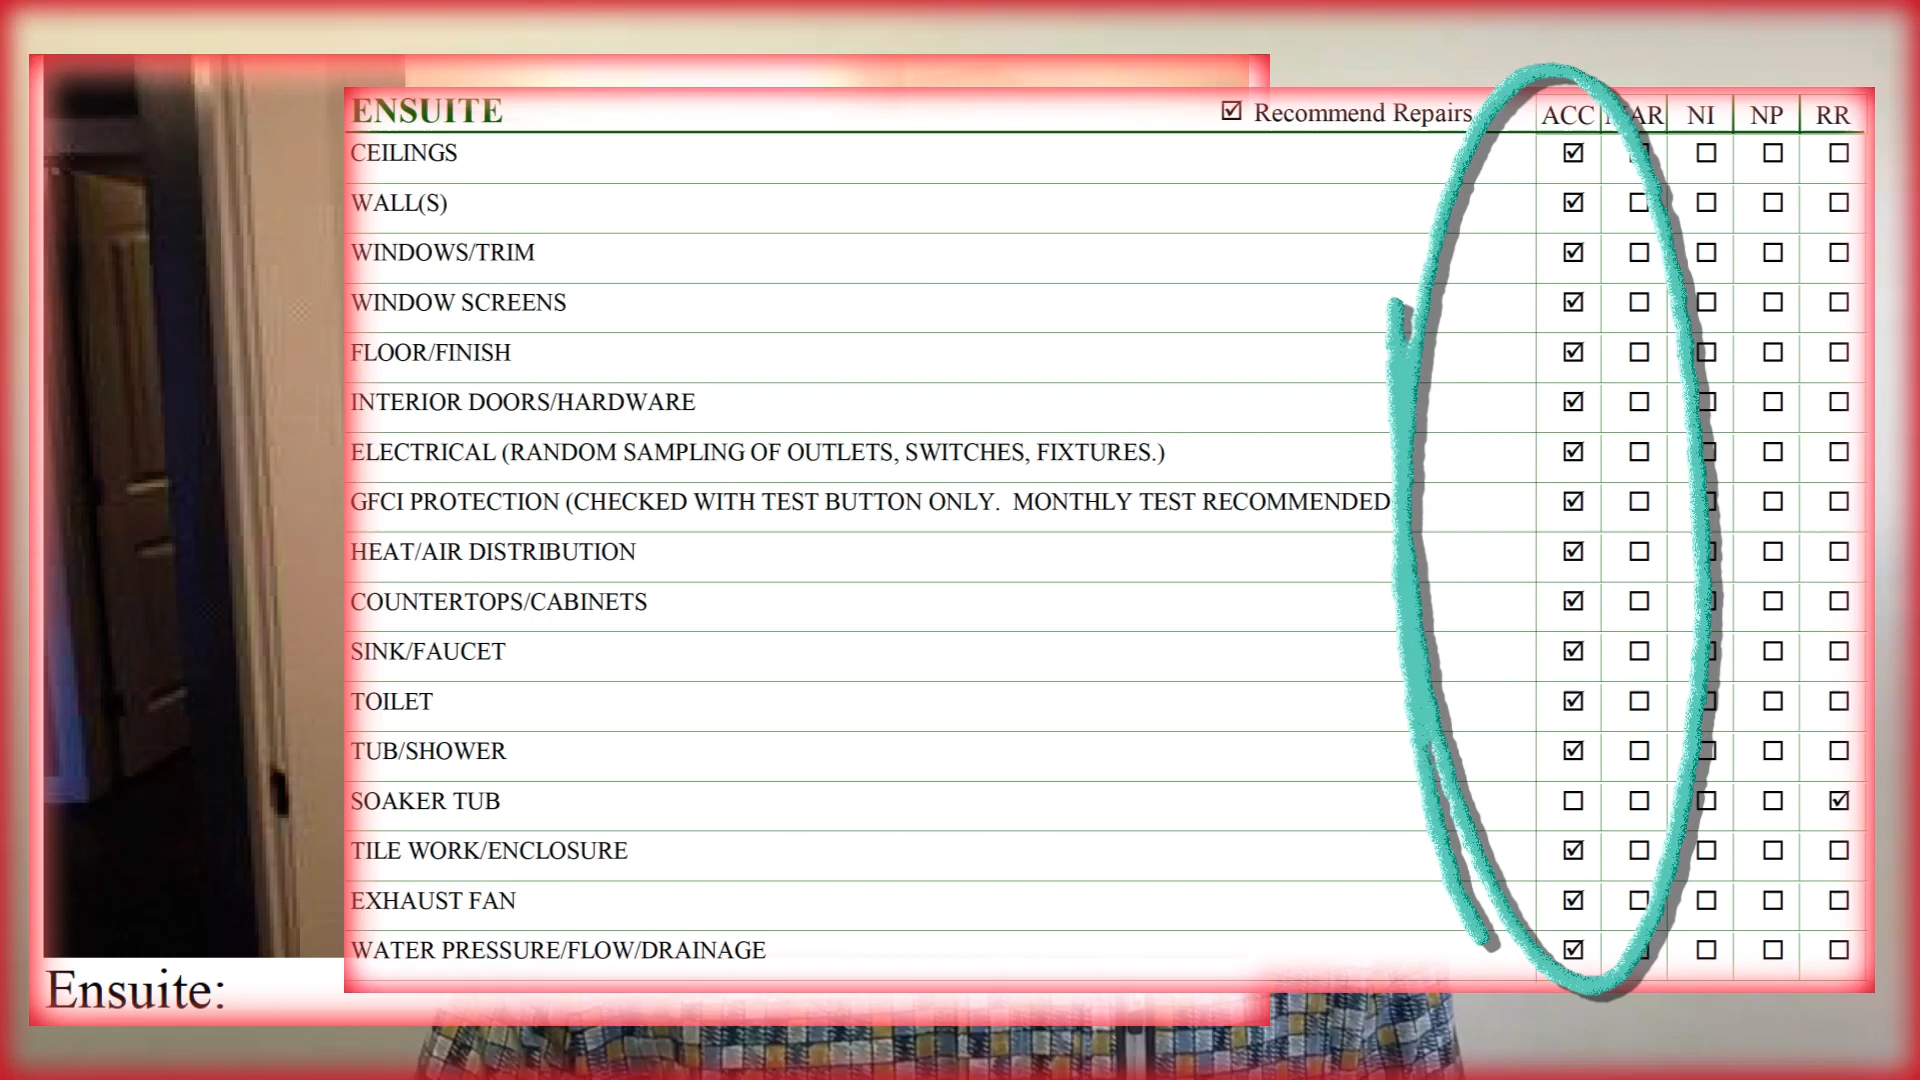 ENSUITE ☑ Recommend Repairs ACC AR NI NP RR
CEILINGS ☑ ☐ ☐ ☐ ☐
WALL(S) ☑ ☐ ☐ ☐ ☐
WINDOWS/TRIM ☑ ☐ ☐ ☐ ☐
WINDOW SCREENS ☑ ☐ ☐ ☐ ☐
FLOOR/FINISH ☑ ☐ ☐ ☐ ☐
INTERIOR DOORS/HARDWARE ☑ ☐ ☐ ☐ ☐
ELECTRICAL (RANDOM SAMPLING OF OUTLETS, SWITCHES, FIXTURES.) ☑ ☐ ☐ ☐ ☐
GFCI PROTECTION (CHECKED WITH TEST BUTTON ONLY. MONTHLY TEST RECOMMENDED ☑ ☐ ☐ ☐ ☐
HEAT/AIR DISTRIBUTION ☑ ☐ ☐ ☐ ☐
COUNTERTOPS/CABINETS ☑ ☐ ☐ ☐ ☐
SINK/FAUCET ☑ ☐ ☐ ☐ ☐
TOILET ☑ ☐ ☐ ☐ ☐
TUB/SHOWER ☑ ☐ ☐ ☐ ☐
SOAKER TUB ☐ ☐ ☐ ☐ ☑
TILE WORK/ENCLOSURE ☑ ☐ ☐ ☐ ☐
EXHAUST FAN ☑ ☐ ☐ ☐ ☐
WATER PRESSURE/FLOW/DRAINAGE ☑ ☐ ☐ ☐ ☐
Ensuite: